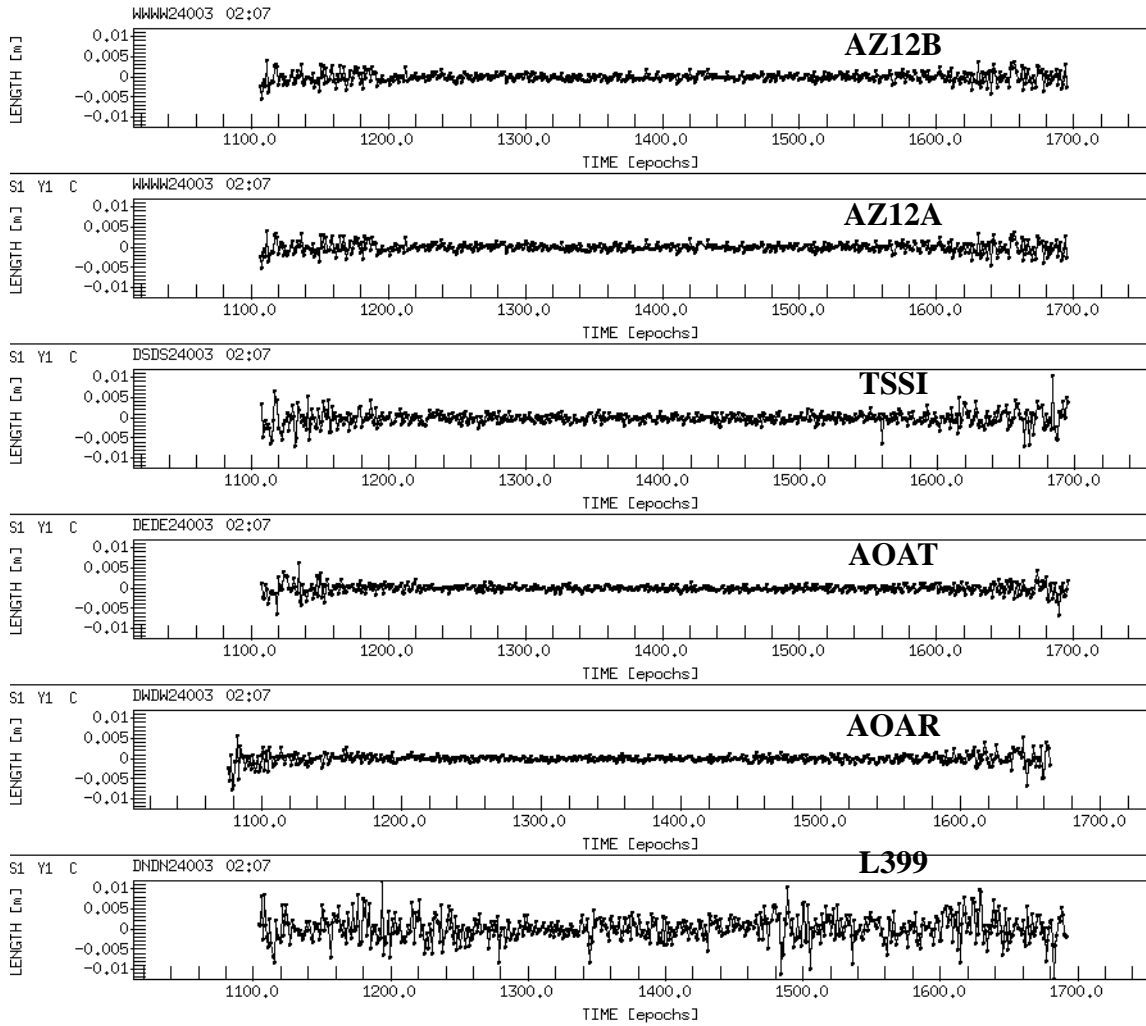 WWWW24003 02:07
AZ12B
LENGTH [m]
0.01
0.005
0
-0.005
-0.01
1100.0 1200.0 1300.0 1400.0 1500.0 1600.0 1700.0
TIME [epochs]
S1 Y1 C WWWW24003 02:07
AZ12A
LENGTH [m]
0.01
0.005
0
-0.005
-0.01
1100.0 1200.0 1300.0 1400.0 1500.0 1600.0 1700.0
TIME [epochs]
S1 Y1 C DSDS24003 02:07
TSSI
LENGTH [m]
0.01
0.005
0
-0.005
-0.01
1100.0 1200.0 1300.0 1400.0 1500.0 1600.0 1700.0
TIME [epochs]
S1 Y1 C DEDE24003 02:07
AOAT
LENGTH [m]
0.01
0.005
0
-0.005
-0.01
1100.0 1200.0 1300.0 1400.0 1500.0 1600.0 1700.0
TIME [epochs]
S1 Y1 C DWDW24003 02:07
AOAR
LENGTH [m]
0.01
0.005
0
-0.005
-0.01
1100.0 1200.0 1300.0 1400.0 1500.0 1600.0 1700.0
TIME [epochs]
S1 Y1 C DNDN24003 02:07
L399
LENGTH [m]
0.01
0.005
0
-0.005
-0.01
1100.0 1200.0 1300.0 1400.0 1500.0 1600.0 1700.0
TIME [epochs]